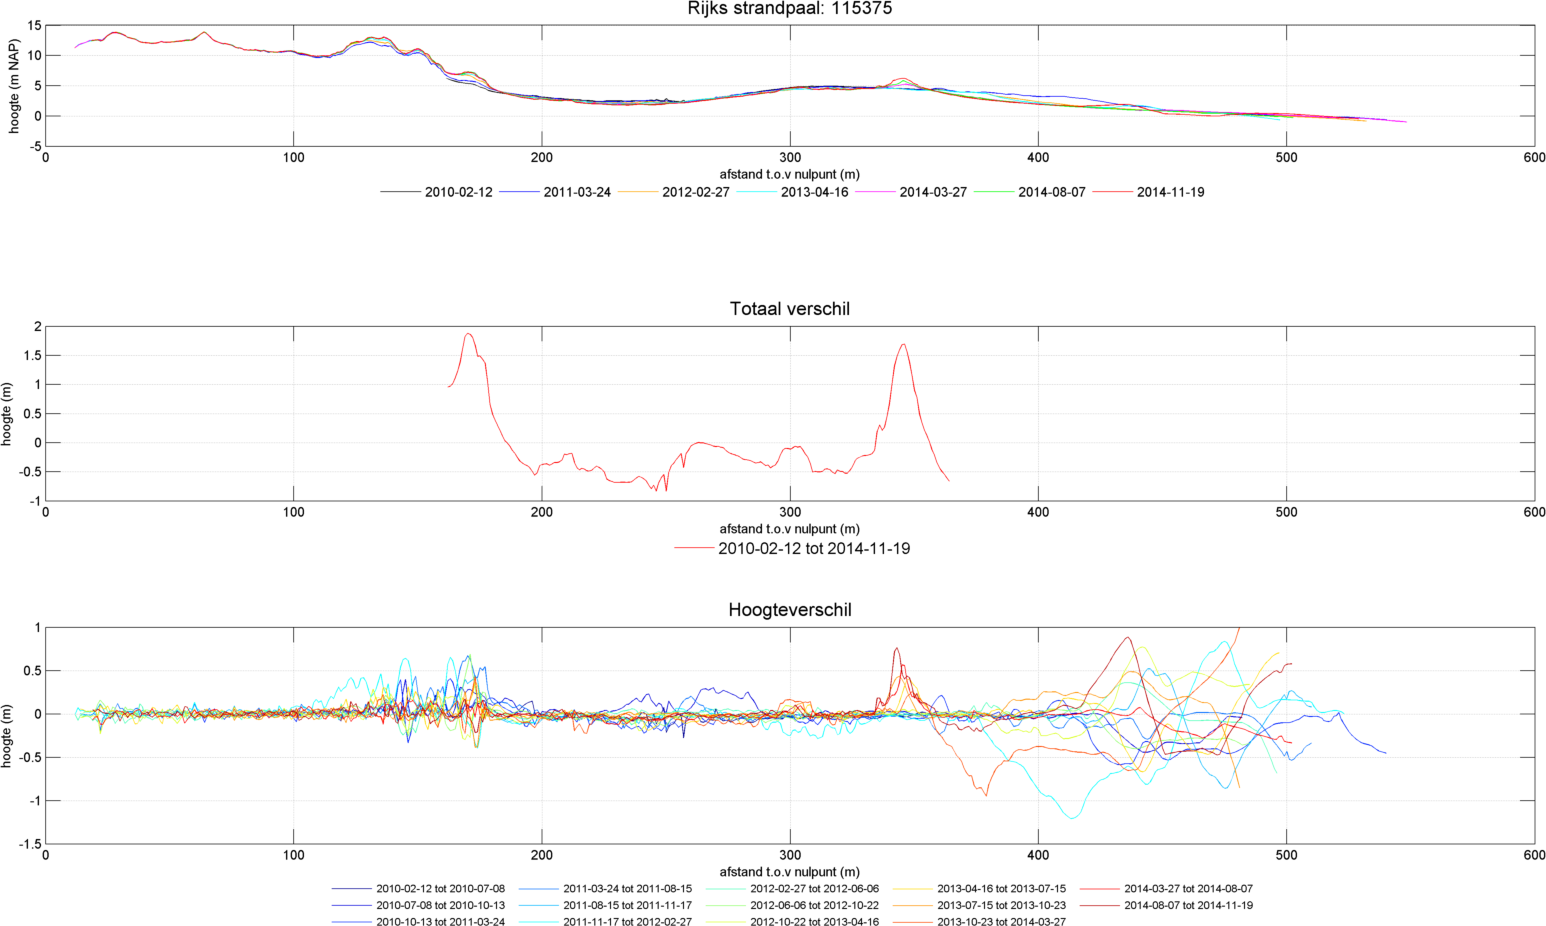 Rijks strandpaal: 115375
hoogte (m NAP)
15
10
5
0
-5
0 100 200 300 400 500 600
afstand t.o.v nulpunt (m)
2010-02-12 2011-03-24 2012-02-27 2013-04-16 2014-03-27 2014-08-07 2014-11-19
Totaal verschil
hoogte (m)
2
1.5
1
0.5
0
-0.5
-1
0 100 200 300 400 500 600
afstand t.o.v nulpunt (m)
2010-02-12 tot 2014-11-19
Hoogteverschil
hoogte (m)
1
0.5
0
-0.5
-1
-1.5
0 100 200 300 400 500 600
afstand t.o.v nulpunt (m)
2010-02-12 tot 2010-07-08 2011-03-24 tot 2011-08-15 2012-02-27 tot 2012-06-06 2013-04-16 tot 2013-07-15 2014-03-27 tot 2014-08-07
2010-07-08 tot 2010-10-13 2011-08-15 tot 2011-11-17 2012-06-06 tot 2012-10-22 2013-07-15 tot 2013-10-23 2014-08-07 tot 2014-11-19
2010-10-13 tot 2011-03-24 2011-11-17 tot 2012-02-27 2012-10-22 tot 2013-04-16 2013-10-23 tot 2014-03-27